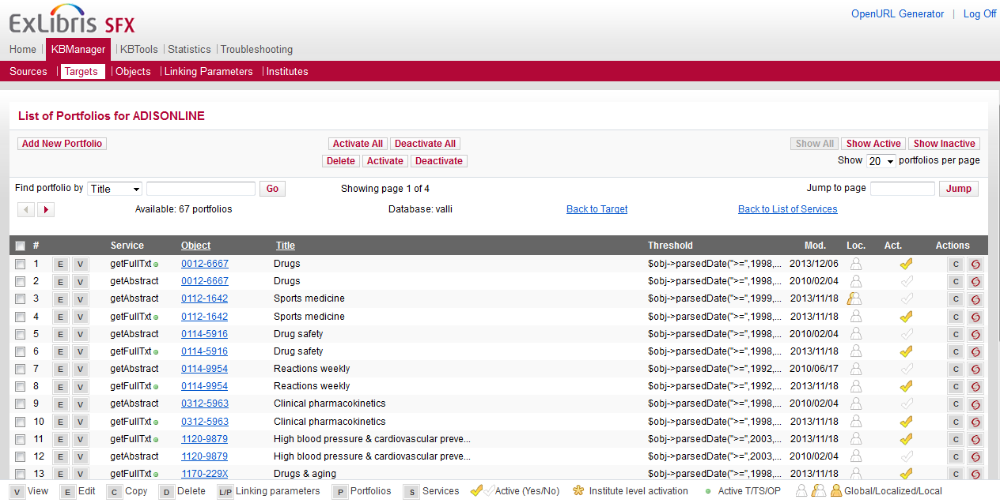 ExLibris SFX
OpenURL Generator | Log Off
Home | KBManager | KBTools | Statistics | Troubleshooting
Sources | Targets | Objects | Linking Parameters | Institutes
List of Portfolios for ADISONLINE
Add New Portfolio Activate All Deactivate All Show All Show Active Show Inactive
Delete Activate Deactivate Show 20 portfolios per page
Find portfolio by Title Go Showing page 1 of 4 Jump to page Jump
Available: 67 portfolios Database: valli Back to Target Back to List of Services
# Service Object Title Threshold Mod. Loc. Act. Actions
1 E V getFullTxt 0012-6667 Drugs $obj->parsedDate(">=",1998,... 2013/12/06 C
2 E V getAbstract 0012-6667 Drugs $obj->parsedDate(">=",1998,... 2010/02/04 C
3 E V getAbstract 0112-1642 Sports medicine $obj->parsedDate(">=",1999,... 2013/11/18 C
4 E V getFullTxt 0112-1642 Sports medicine $obj->parsedDate(">=",1998,... 2013/11/18 C
5 E V getAbstract 0114-5916 Drug safety $obj->parsedDate(">=",1998,... 2010/02/04 C
6 E V getFullTxt 0114-5916 Drug safety $obj->parsedDate(">=",1998,... 2013/11/18 C
7 E V getAbstract 0114-9954 Reactions weekly $obj->parsedDate(">=",1992,... 2010/06/17 C
8 E V getFullTxt 0114-9954 Reactions weekly $obj->parsedDate(">=",1992,... 2013/11/18 C
9 E V getAbstract 0312-5963 Clinical pharmacokinetics $obj->parsedDate(">=",1998,... 2010/02/04 C
10 E V getFullTxt 0312-5963 Clinical pharmacokinetics $obj->parsedDate(">=",1998,... 2013/11/18 C
11 E V getFullTxt 1120-9879 High blood pressure & cardiovascular preve... $obj->parsedDate(">=",2003,... 2013/11/18 C
12 E V getAbstract 1120-9879 High blood pressure & cardiovascular preve... $obj->parsedDate(">=",2003,... 2010/02/04 C
13 E V getFullTxt 1170-229X Drugs & aging $obj->parsedDate(">=",1998,... 2013/11/18 C
V View E Edit C Copy D Delete L/P Linking parameters P Portfolios S Services Active (Yes/No) Institute level activation Active T/TS/OP Global/Localized/Local